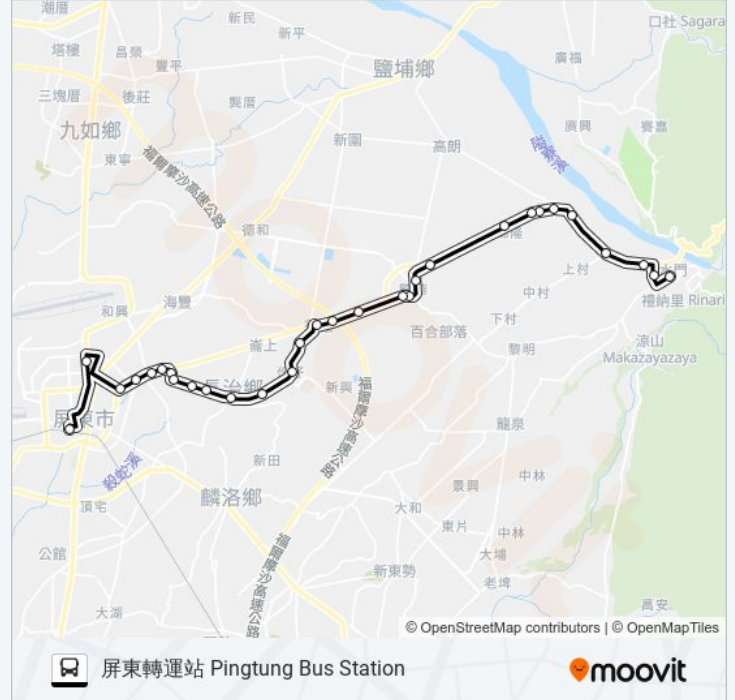 潮厝
新民
口社 Sagara
塔樓
昌榮
新平
豐平
鹽埔鄉
廣福
三塊厝
後莊
龔厝
九如鄉
廣興
賽嘉
新圍
高朗
隘寮溪
東寧
福爾摩沙高速公路
德和
隆
水門
上村
中村
海豐
和興
禮納里 Rinari
下村
百合部落
涼山
Makazayazaya
崙上
黎明
長治鄉
新興
屏東市
福爾摩沙高速公路
龍泉
殺蛇溪
新田
中林
景興
麟洛鄉
頂宅
大和
東片
中林
公館
福爾摩沙高速公路
大埔
新東勢
老埤
大湖
萬安
© OpenStreetMap contributors | © OpenMapTiles
屏東轉運站 Pingtung Bus Station
moovit